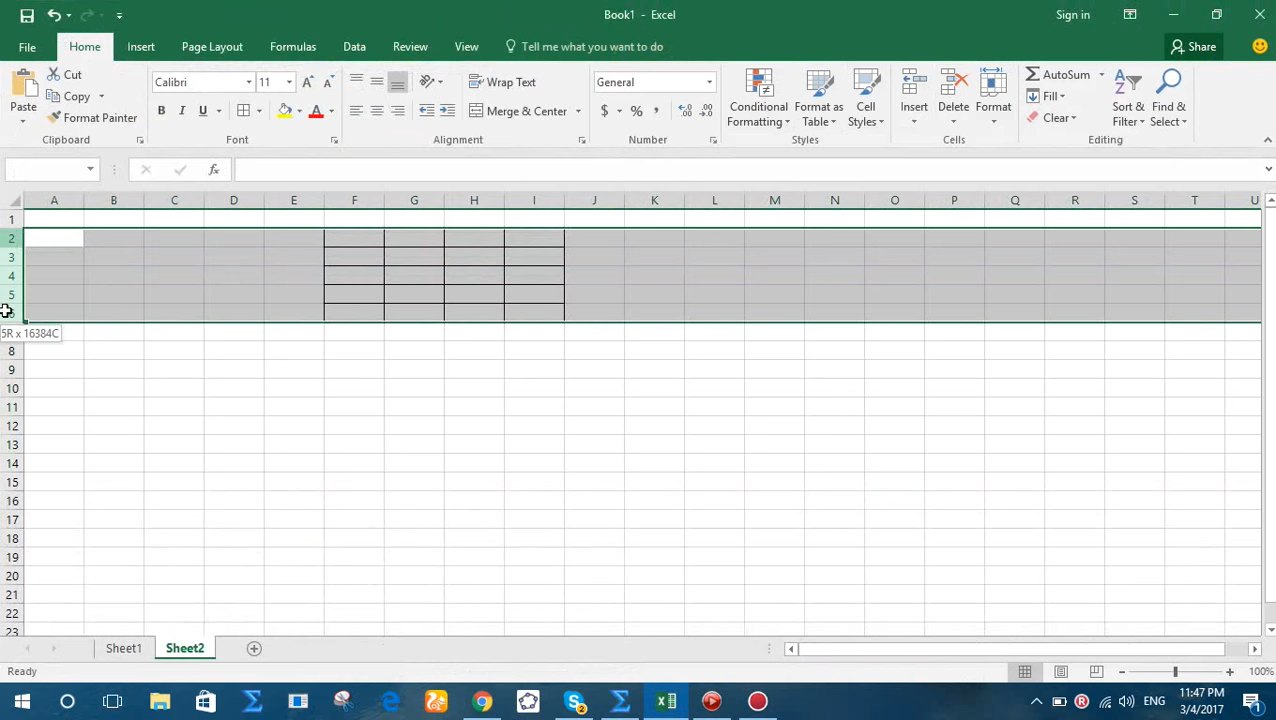 Book1 - Excel
Sign in
File Home Insert Page Layout Formulas Data Review View Tell me what you want to do Share
Paste
Cut
Copy
Format Painter
Clipboard
Calibri 11
B I U
Font
Wrap Text
Merge & Center
Alignment
General
$ % ,
Number
Conditional Formatting
Format as Table
Cell Styles
Styles
Insert Delete Format
Cells
AutoSum
Fill
Clear
Sort & Filter
Find & Select
Editing
fx
A B C D E F G H I J K L M N O P Q R S T U
1
2
3
4
5
5R x 16384C
8
9
10
11
12
13
14
15
16
17
18
19
20
21
22
23
Sheet1 Sheet2
Ready
100%
ENG
11:47 PM
3/4/2017